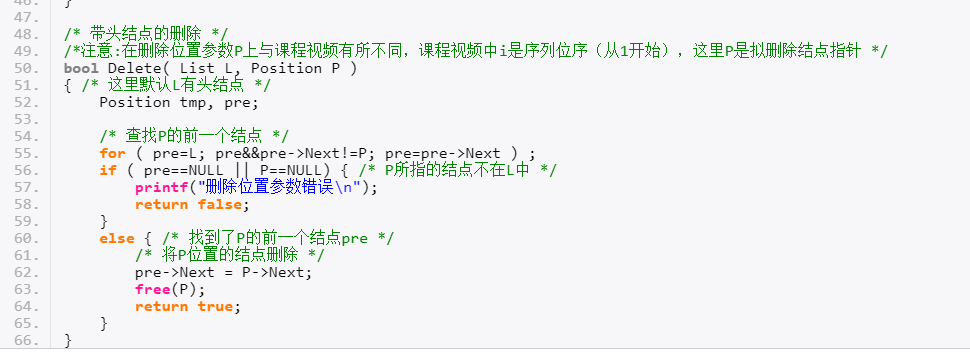 46. }
47.
48. /* 带头结点的删除 */
49. /*注意:在删除位置参数P上与课程视频有所不同，课程视频中i是序列位序（从1开始），这里P是拟删除结点指针 */
50. bool Delete( List L, Position P )
51. { /* 这里默认L有头结点 */
52.     Position tmp, pre;
53.
54.     /* 查找P的前一个结点 */
55.     for ( pre=L; pre&&pre->Next!=P; pre=pre->Next ) ;
56.     if ( pre==NULL || P==NULL) { /* P所指的结点不在L中 */
57.         printf("删除位置参数错误\n");
58.         return false;
59.     }
60.     else { /* 找到了P的前一个结点pre */
61.         /* 将P位置的结点删除 */
62.         pre->Next = P->Next;
63.         free(P);
64.         return true;
65.     }
66. }